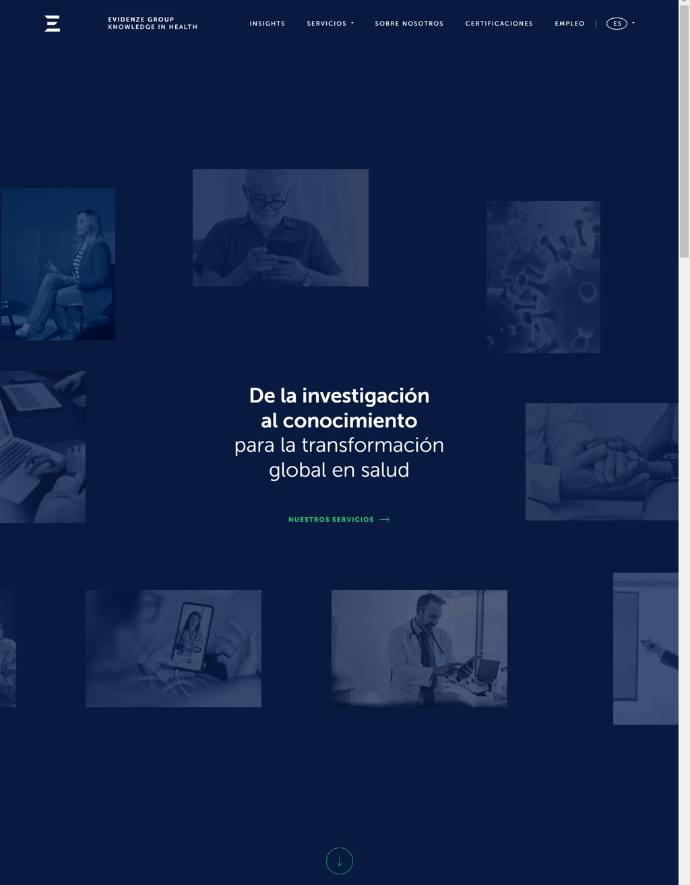 EVIDENZE GROUP
KNOWLEDGE IN HEALTH
INSIGHTS SERVICIOS SOBRE NOSOTROS CERTIFICACIONES EMPLEO | ES
De la investigación
al conocimiento
para la transformación
global en salud
NUESTROS SERVICIOS